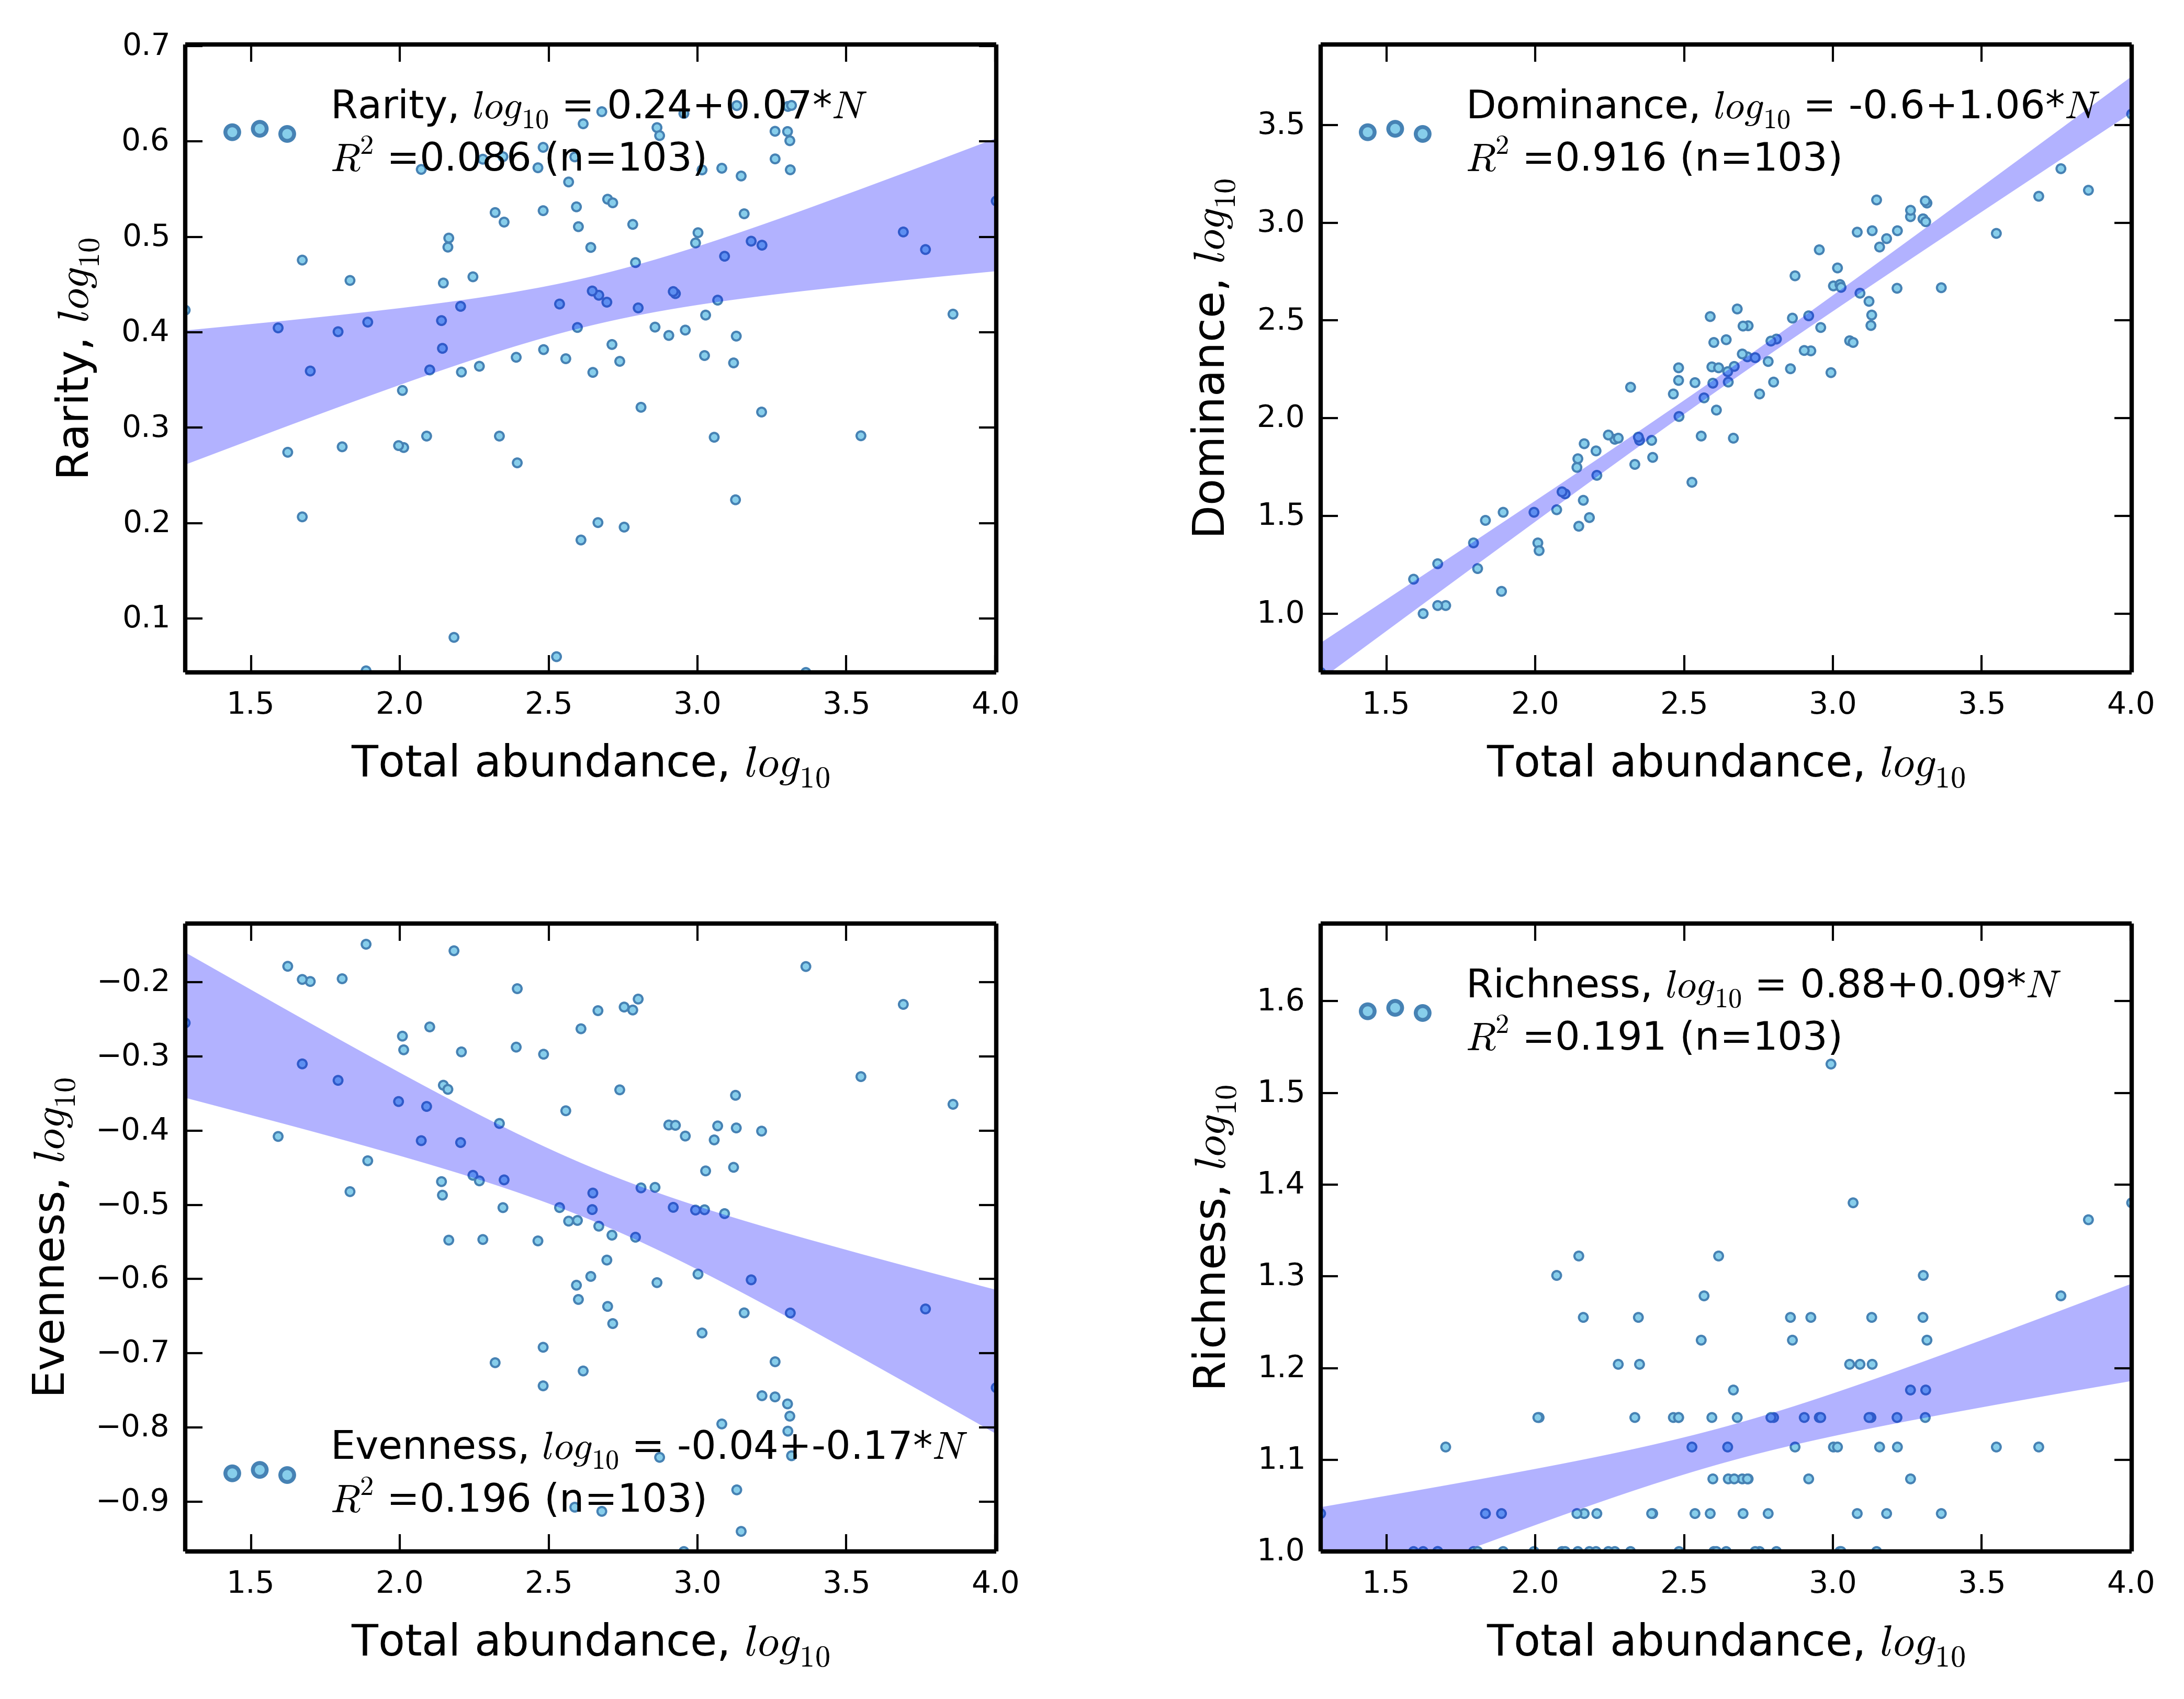 0.7
0.6
0.5
0.4
0.3
0.2
0.1
Rarity, log10
Rarity, log10 = 0.24+0.07*N
R2 =0.086 (n=103)
1.5 2.0 2.5 3.0 3.5 4.0
Total abundance, log10
3.5
3.0
2.5
2.0
1.5
1.0
Dominance, log10
Dominance, log10 = -0.6+1.06*N
R2 =0.916 (n=103)
1.5 2.0 2.5 3.0 3.5 4.0
Total abundance, log10
−0.2
−0.3
−0.4
−0.5
−0.6
−0.7
−0.8
−0.9
Evenness, log10
Evenness, log10 = -0.04+-0.17*N
R2 =0.196 (n=103)
1.5 2.0 2.5 3.0 3.5 4.0
Total abundance, log10
1.6
1.5
1.4
1.3
1.2
1.1
1.0
Richness, log10
Richness, log10 = 0.88+0.09*N
R2 =0.191 (n=103)
1.5 2.0 2.5 3.0 3.5 4.0
Total abundance, log10